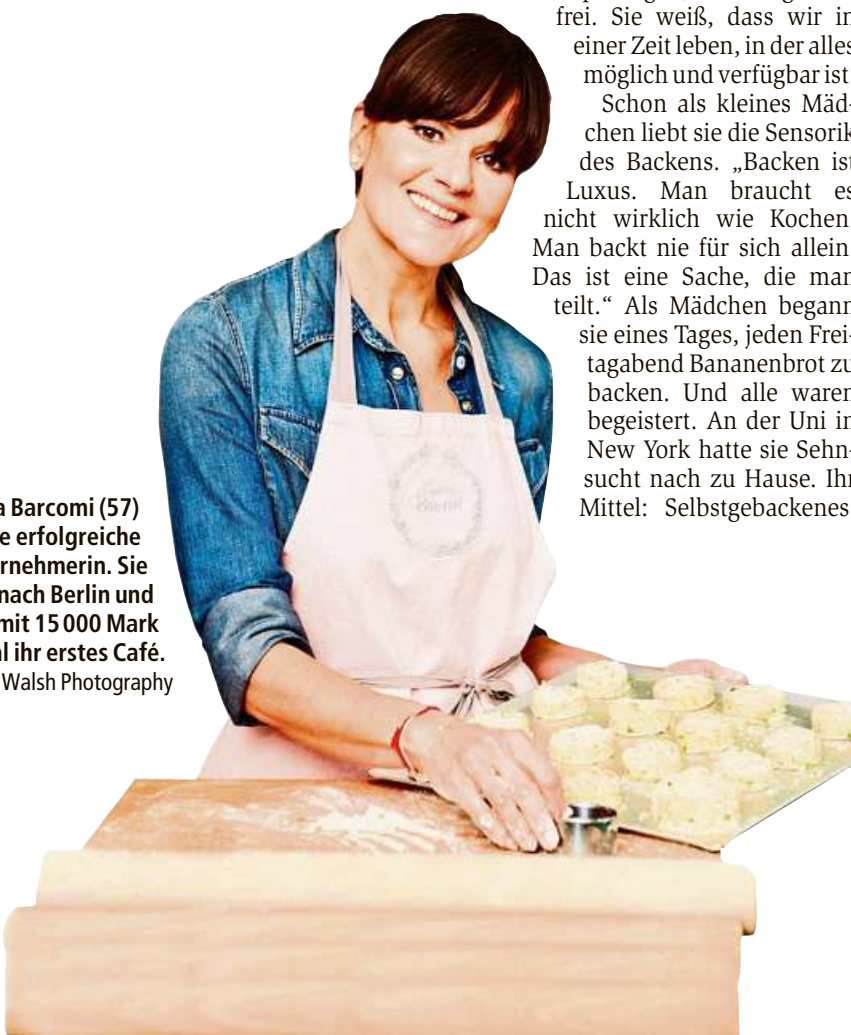 frei. Sie weiß, dass wir in
einer Zeit leben, in der alles
möglich und verfügbar ist
Schon als kleines Mäd-
chen liebt sie die Sensorik
des Backens. „Backen ist
Luxus. Man braucht es
nicht wirklich wie Kochen
Man backt nie für sich allein
Das ist eine Sache, die man
teilt.“ Als Mädchen begann
sie eines Tages, jeden Frei-
tagabend Bananenbrot zu
backen. Und alle waren
begeistert. An der Uni in
New York hatte sie Sehn-
sucht nach zu Hause. Ihr
Mittel: Selbstgebackenes
a Barcomi (57)
e erfolgreiche
rnehmerin. Sie
nach Berlin und
mit 15 000 Mark
al ihr erstes Café.
Walsh Photography